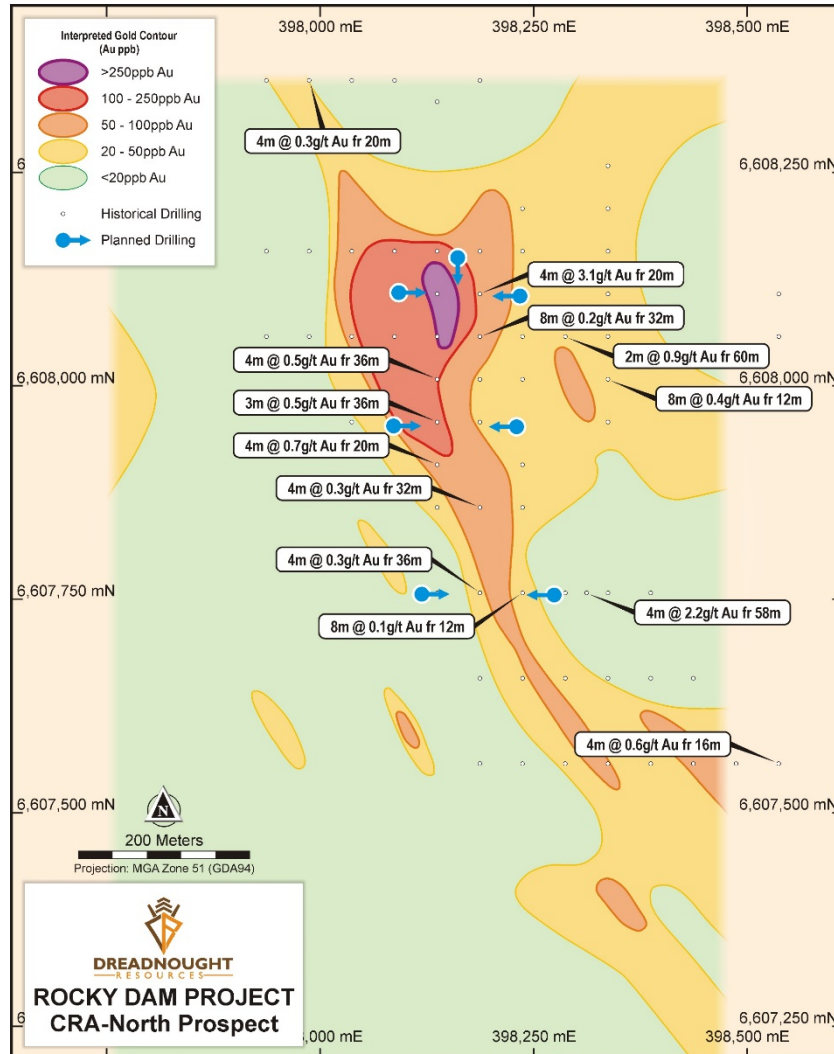 398,000 mE
398,250 mE
398,500 mE
Interpreted Gold Contour
(Au ppb)
>250ppb Au
100 - 250ppb Au
50 - 100ppb Au
20 - 50ppb Au
<20ppb Au
Historical Drilling
Planned Drilling
4m @ 0.3g/t Au fr 20m
6,608,250 mN
4m @ 3.1g/t Au fr 20m
8m @ 0.2g/t Au fr 32m
2m @ 0.9g/t Au fr 60m
4m @ 0.5g/t Au fr 36m
6,608,000 mN
6,608,000 mN
8m @ 0.4g/t Au fr 12m
3m @ 0.5g/t Au fr 36m
4m @ 0.7g/t Au fr 20m
4m @ 0.3g/t Au fr 32m
4m @ 0.3g/t Au fr 36m
6,607,750 mN
6,607,750 mN
8m @ 0.1g/t Au fr 12m
4m @ 2.2g/t Au fr 58m
4m @ 0.6g/t Au fr 16m
6,607,500 mN
6,607,500 mN
N
200 Meters
Projection: MGA Zone 51 (GDA94)
DREADNOUGHT
RESOURCES
ROCKY DAM PROJECT
CRA-North Prospect
6,607,250 mN
398,250 mE
398,500 mE